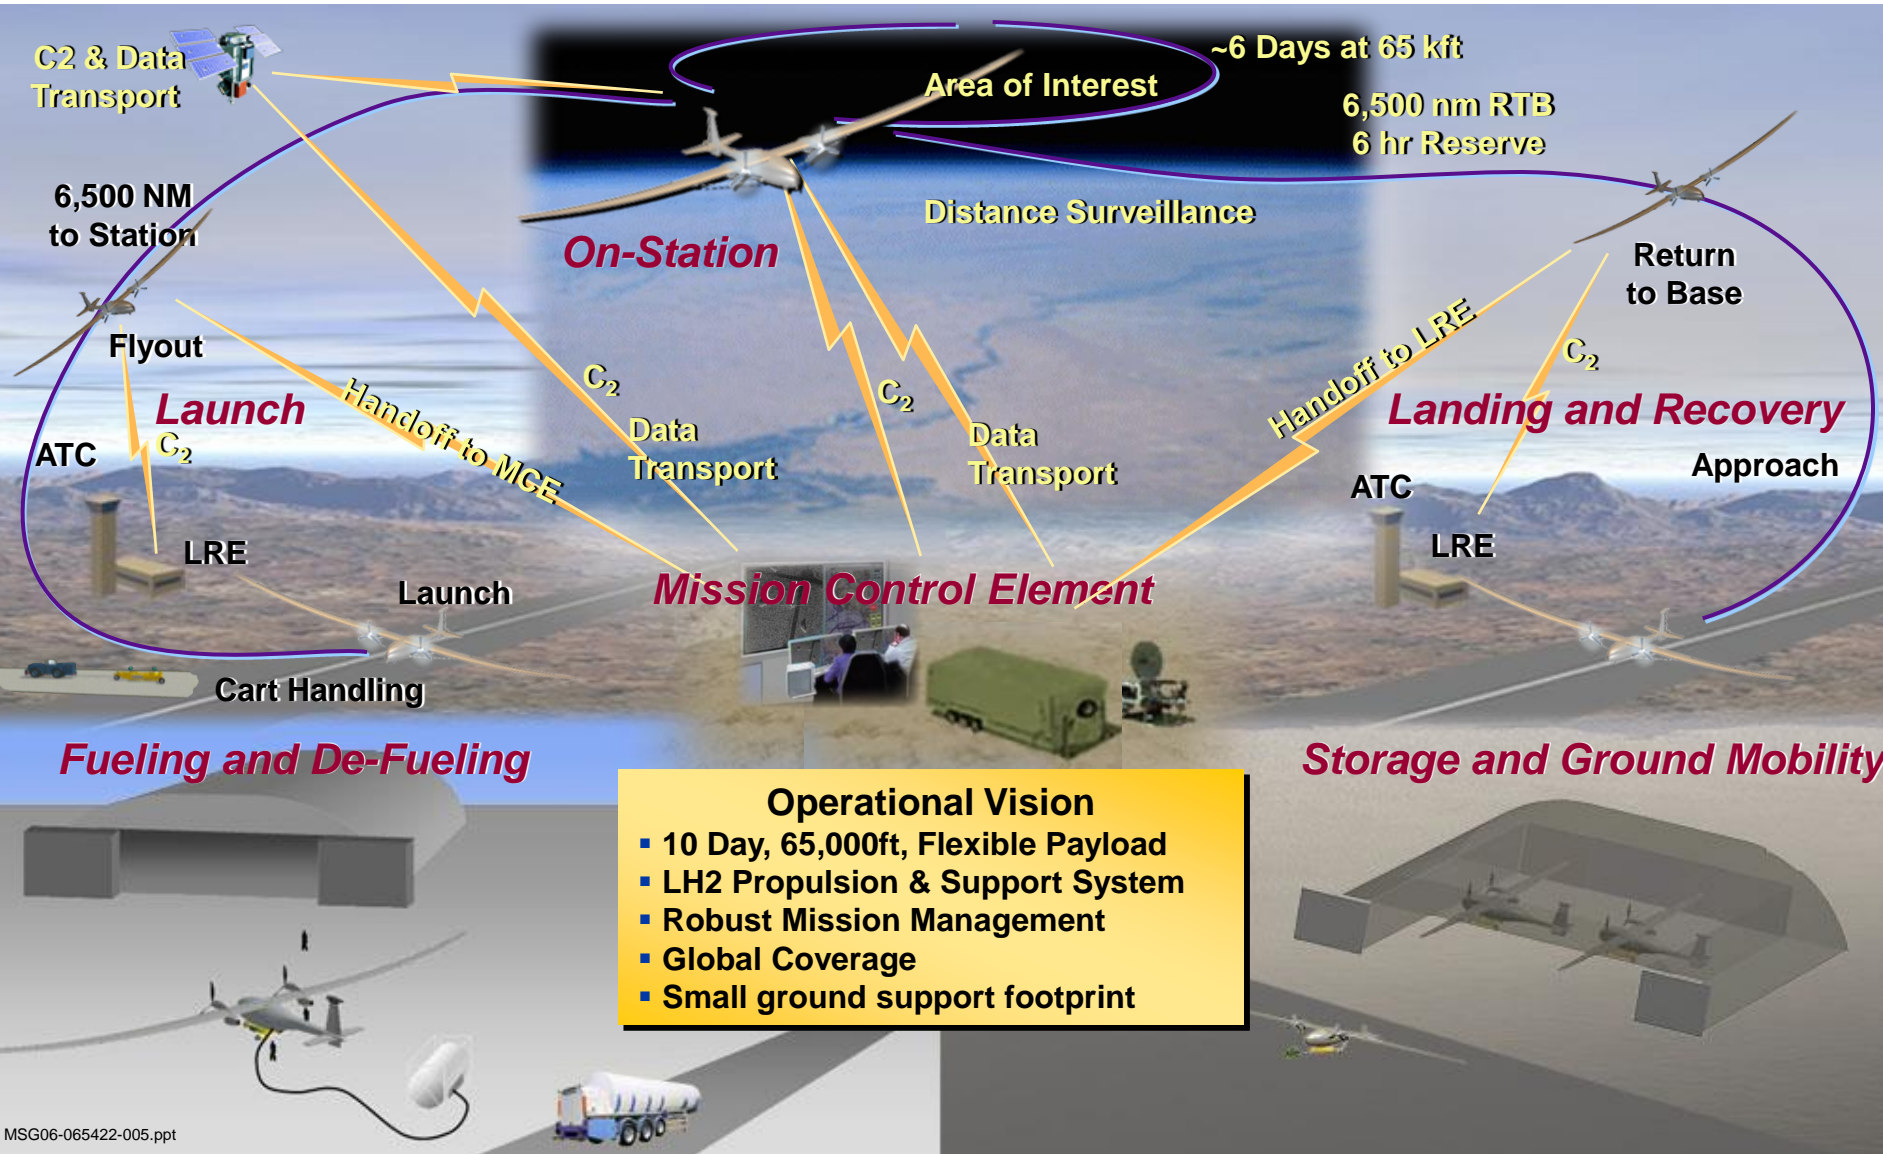 C2 & Data
Transport
~6 Days at 65 kft
Area of Interest
6,500 nm RTB
6 hr Reserve
6,500 NM
to Station
Distance Surveillance
On-Station
Return
to Base
Flyout
Launch
C2
ATC
Handoff to MCE
C2
Data
Transport
C2
Data
Transport
Handoff to LRE
C2
Landing and Recovery
Approach
ATC
LRE
LRE
Launch
Mission Control Element
Cart Handling
Fueling and De-Fueling
Storage and Ground Mobility
Operational Vision
▪ 10 Day, 65,000ft, Flexible Payload
▪ LH2 Propulsion & Support System
▪ Robust Mission Management
▪ Global Coverage
▪ Small ground support footprint
MSG06-065422-005.ppt